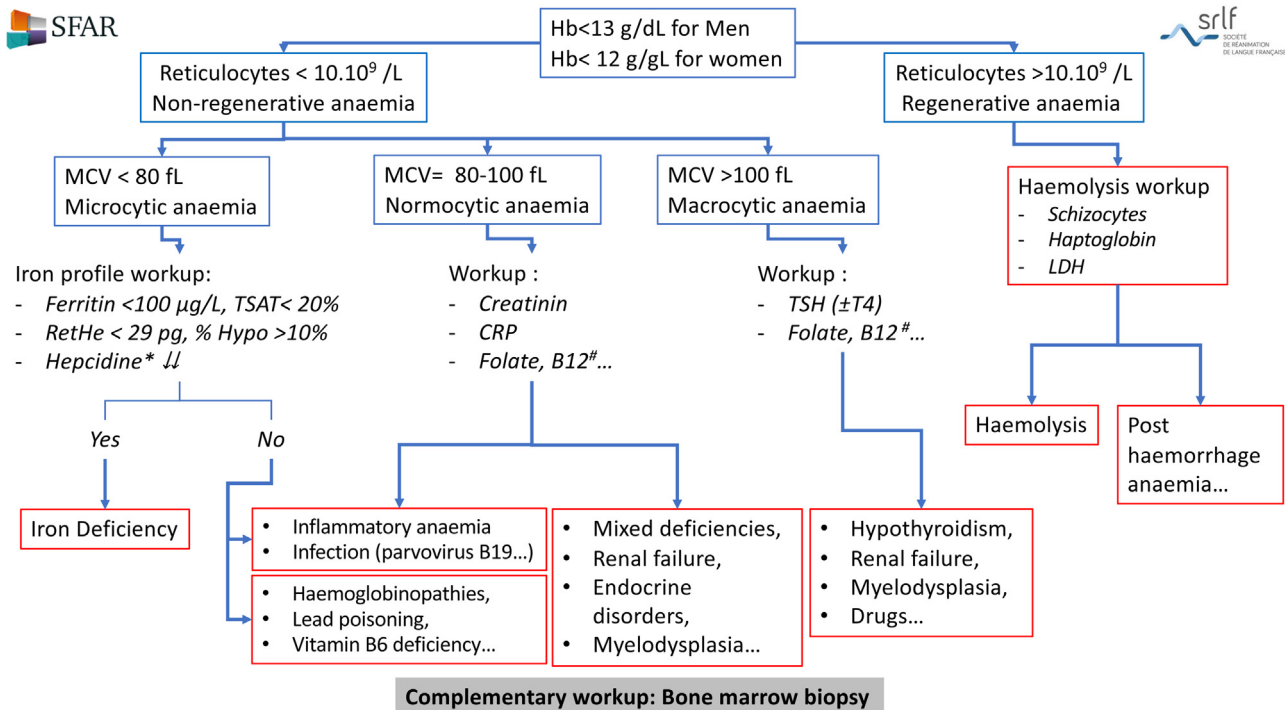 SFAR
srlf
SOCIÉTÉ
DE RÉANIMATION
DE LANGUE FRANÇAISE
Hb<13 g/dL for Men
Hb< 12 g/gL for women
Reticulocytes < 10.10⁹ /L
Non-regenerative anaemia
Reticulocytes >10.10⁹ /L
Regenerative anaemia
MCV < 80 fL
Microcytic anaemia
MCV= 80-100 fL
Normocytic anaemia
MCV >100 fL
Macrocytic anaemia
Haemolysis workup
- Schizocytes
- Haptoglobin
- LDH
Iron profile workup:
- Ferritin <100 µg/L, TSAT< 20%
- RetHe < 29 pg, % Hypo >10%
- Hepcidine* ⇊
Workup :
- Creatinin
- CRP
- Folate, B12#...
Workup :
- TSH (±T4)
- Folate, B12#...
Yes
No
Haemolysis
Post
haemorrhage
anaemia...
Iron Deficiency
• Inflammatory anaemia
• Infection (parvovirus B19...)
• Haemoglobinopathies,
• Lead poisoning,
• Vitamin B6 deficiency...
• Mixed deficiencies,
• Renal failure,
• Endocrine
disorders,
• Myelodysplasia...
• Hypothyroidism,
• Renal failure,
• Myelodysplasia,
• Drugs...
Complementary workup: Bone marrow biopsy